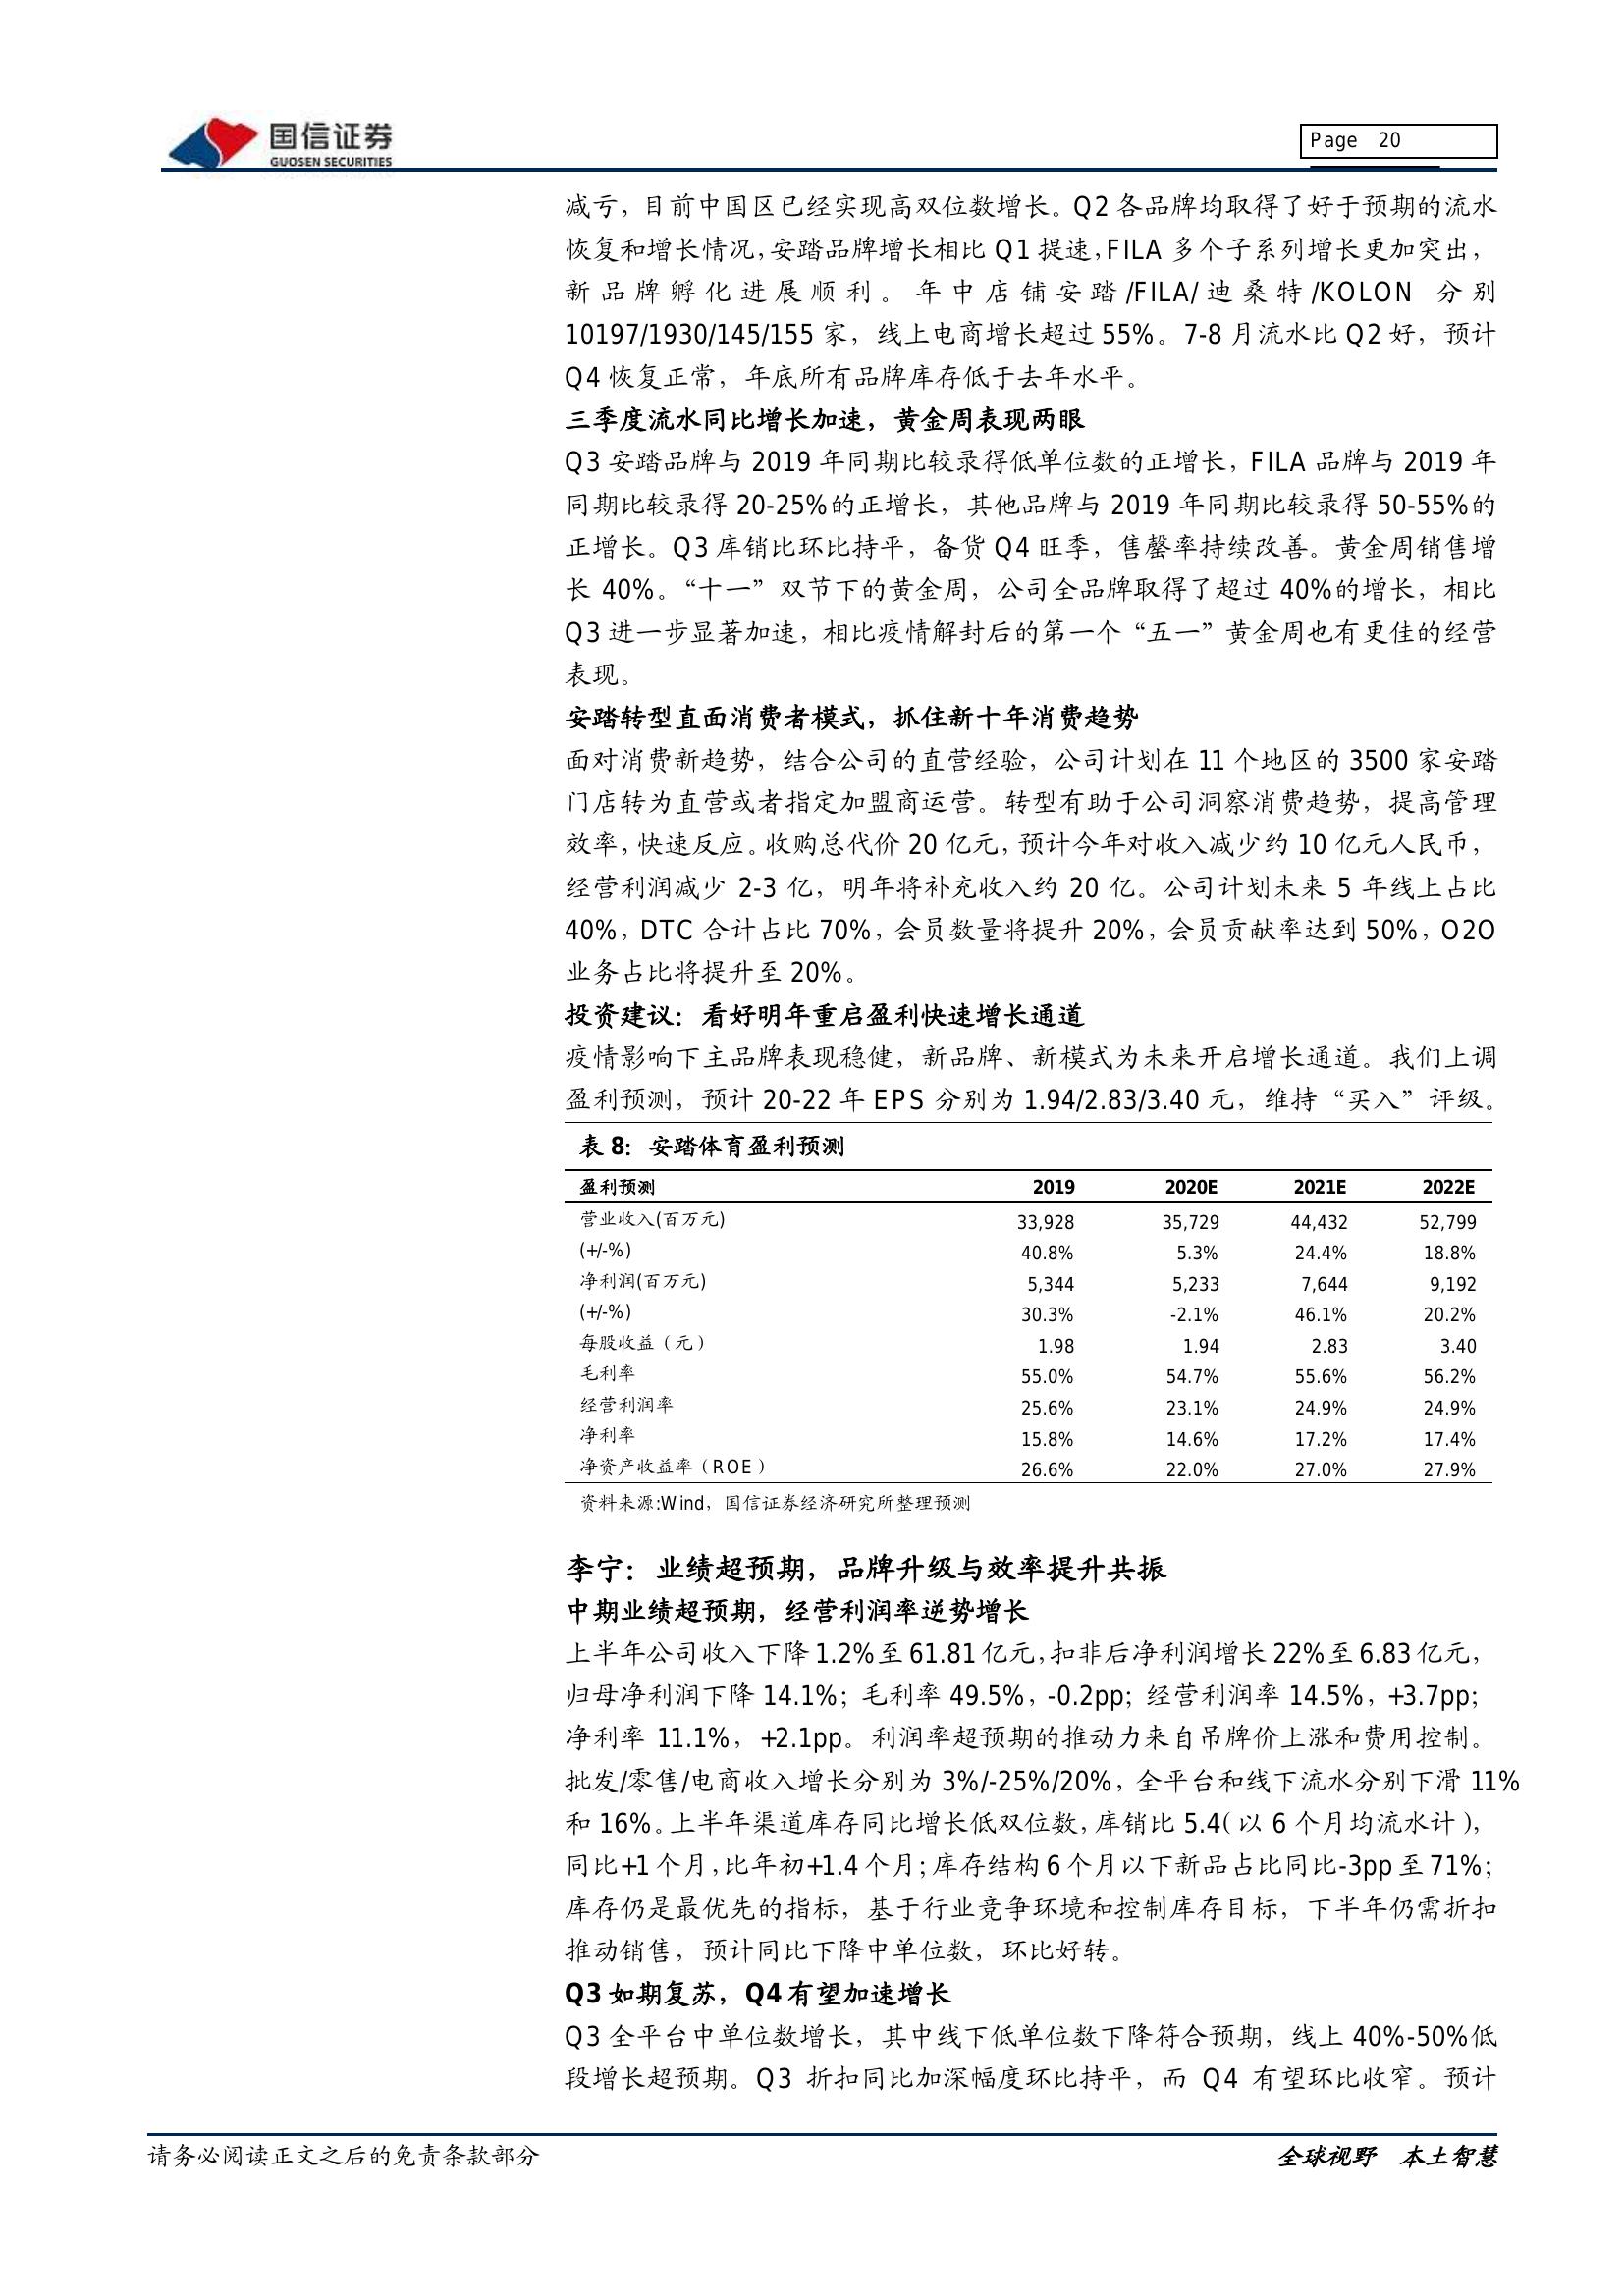 国信证券
GUOSEN SECURITIES
Page 20
减亏，目前中国区已经实现高双位数增长。Q2 各品牌均取得了好于预期的流水
恢复和增长情况，安踏品牌增长相比 Q1 提速，FILA 多个子系列增长更加突出，
新品牌孵化进展顺利。年中店铺安踏/FILA/迪桑特/KOLON 分别
10197/1930/145/155 家，线上电商增长超过 55%。7-8 月流水比 Q2 好，预计
Q4 恢复正常，年底所有品牌库存低于去年水平。
三季度流水同比增长加速，黄金周表现两眼
Q3 安踏品牌与 2019 年同期比较录得低单位数的正增长，FILA 品牌与 2019 年
同期比较录得 20-25%的正增长，其他品牌与 2019 年同期比较录得 50-55%的
正增长。Q3 库销比环比持平，备货 Q4 旺季，售罄率持续改善。黄金周销售增
长 40%。“十一”双节下的黄金周，公司全品牌取得了超过 40%的增长，相比
Q3 进一步显著加速，相比疫情解封后的第一个“五一”黄金周也有更佳的经营
表现。
安踏转型直面消费者模式，抓住新十年消费趋势
面对消费新趋势，结合公司的直营经验，公司计划在 11 个地区的 3500 家安踏
门店转为直营或者指定加盟商运营。转型有助于公司洞察消费趋势，提高管理
效率，快速反应。收购总代价 20 亿元，预计今年对收入减少约 10 亿元人民币，
经营利润减少 2-3 亿，明年将补充收入约 20 亿。公司计划未来 5 年线上占比
40%，DTC 合计占比 70%，会员数量将提升 20%，会员贡献率达到 50%，O2O
业务占比将提升至 20%。
投资建议：看好明年重启盈利快速增长通道
疫情影响下主品牌表现稳健，新品牌、新模式为未来开启增长通道。我们上调
盈利预测，预计 20-22 年 EPS 分别为 1.94/2.83/3.40 元，维持“买入”评级。
表 8：安踏体育盈利预测
盈利预测 2019 2020E 2021E 2022E
营业收入(百万元) 33,928 35,729 44,432 52,799
(+/-%) 40.8% 5.3% 24.4% 18.8%
净利润(百万元) 5,344 5,233 7,644 9,192
(+/-%) 30.3% -2.1% 46.1% 20.2%
每股收益（元） 1.98 1.94 2.83 3.40
毛利率 55.0% 54.7% 55.6% 56.2%
经营利润率 25.6% 23.1% 24.9% 24.9%
净利率 15.8% 14.6% 17.2% 17.4%
净资产收益率（ROE） 26.6% 22.0% 27.0% 27.9%
资料来源:Wind，国信证券经济研究所整理预测
李宁：业绩超预期，品牌升级与效率提升共振
中期业绩超预期，经营利润率逆势增长
上半年公司收入下降 1.2%至 61.81 亿元，扣非后净利润增长 22%至 6.83 亿元，
归母净利润下降 14.1%；毛利率 49.5%，-0.2pp；经营利润率 14.5%，+3.7pp；
净利率 11.1%，+2.1pp。利润率超预期的推动力来自吊牌价上涨和费用控制。
批发/零售/电商收入增长分别为 3%/-25%/20%，全平台和线下流水分别下滑 11%
和 16%。上半年渠道库存同比增长低双位数，库销比 5.4（以 6 个月均流水计），
同比+1 个月，比年初+1.4 个月；库存结构 6 个月以下新品占比同比-3pp 至 71%；
库存仍是最优先的指标，基于行业竞争环境和控制库存目标，下半年仍需折扣
推动销售，预计同比下降中单位数，环比好转。
Q3 如期复苏，Q4 有望加速增长
Q3 全平台中单位数增长，其中线下低单位数下降符合预期，线上 40%-50%低
段增长超预期。Q3 折扣同比加深幅度环比持平，而 Q4 有望环比收窄。预计
请务必阅读正文之后的免责条款部分
全球视野 本土智慧